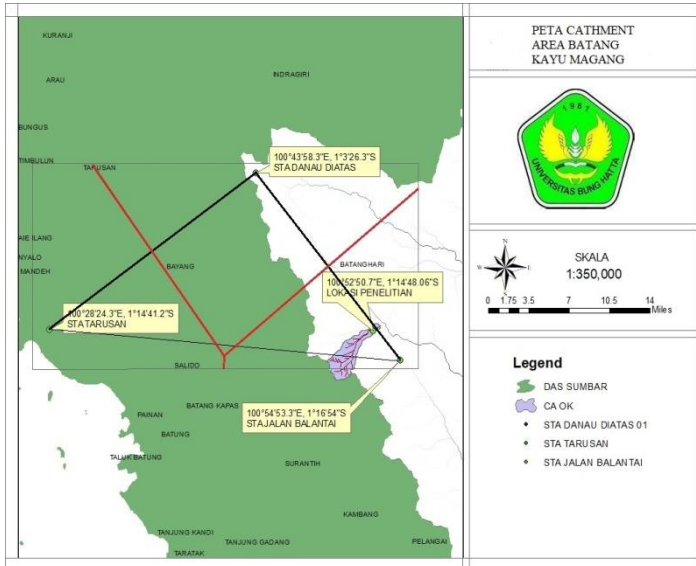 PETA CATHMENT
AREA BATANG
KAYU MAGANG
1981
UNIVERSITAS BUNG HATTA
N
W
E
S
SKALA
1:350,000
0 1.75 3.5 7 10.5 14
Miles
Legend
DAS SUMBAR
CA OK
STA DANAU DIATAS 01
STA TARUSAN
STA JALAN BALANTAI
KURANJI
INDRAGIRI
ARAU
BUNGUS
TIMBULUN
TARUSAN
100°43'58.3"E, 1°3'26.3"S
STA DANAU DIATAS
AIE ILANG
NYALO
MANDEH
BAYANG
BATANGHARI
100°52'50.7"E, 1°14'48.06"S
LOKASI PENELITIAN
100°28'24.3"E, 1°14'41.2"S
STA TARUSAN
SALIDO
100°54'53.3"E, 1°16'54"S
STA JALAN BALANTAI
BATANG KAPAS
PAINAN
BATUNG
TALUK BATUNG
SURANTIH
KAMBANG
TANJUNG KANDI
TANJUNG GADANG
PELANGAI
TARATAK